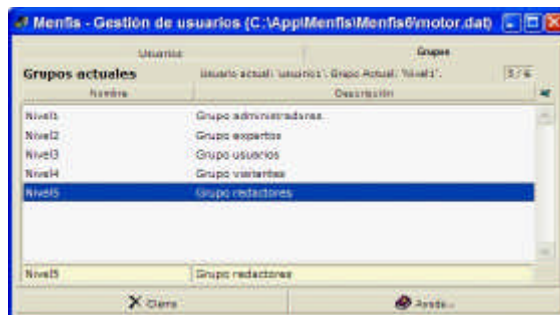 Menfis - Gestión de usuarios (C:\App\Menfis\Menfis6\motor.dat)
Usuarios Grupos
Grupos actuales Usuario actual: 'usuarios'. Grupo Actual: 'Nivel1'. 5 / 6
Nombre Descripción
Nivel1 Grupo administradores
Nivel2 Grupo expertos
Nivel3 Grupo usuarios
Nivel4 Grupo visitantes
Nivel5 Grupo redactores
Nivel5 Grupo redactores
Cierra Ayuda...